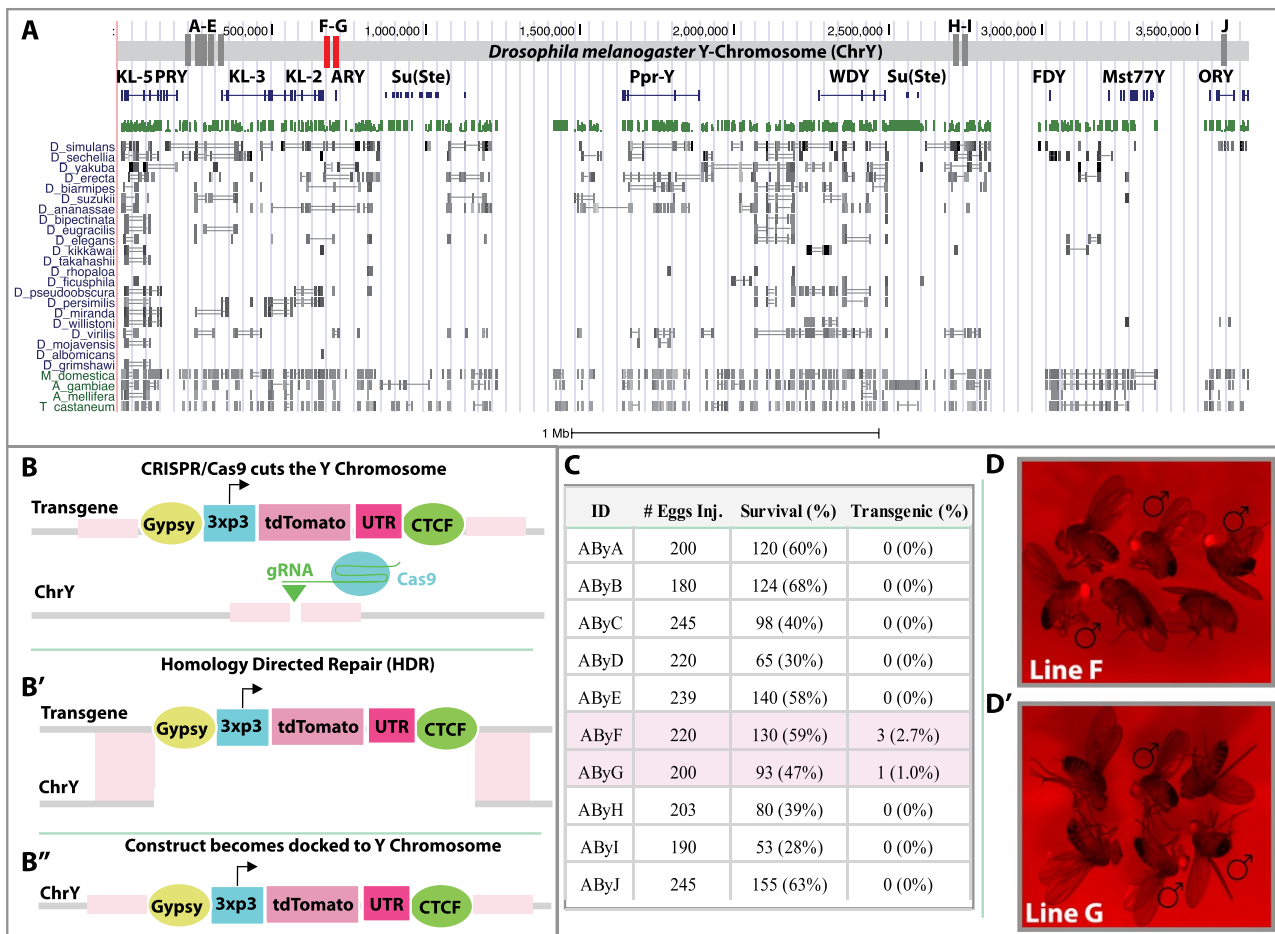 A
A-E F-G H-I J
: 500,000 1,000,000 1,500,000 2,000,000 2,500,000 3,000,000 3,500,000
Drosophila melanogaster Y-Chromosome (ChrY)
KL-5 PRY KL-3 KL-2 ARY Su(Ste) Ppr-Y WDY Su(Ste) FDY Mst77Y ORY
D_simulans
D_sechellia
D_yakuba
D_erecta
D_biarmipes
D_suzukii
D_ananassae
D_bipectinata
D_eugracilis
D_elegans
D_kikkawai
D_takahashii
D_rhopaloa
D_ficusphila
D_pseudoobscura
D_persimilis
D_miranda
D_willistoni
D_virilis
D_mojavensis
D_albomicans
D_grimshawi
M_domestica
A_gambiae
A_mellifera
T_castaneum
1 Mb
B
CRISPR/Cas9 cuts the Y Chromosome
Transgene
Gypsy 3xp3 tdTomato UTR CTCF
gRNA
Cas9
ChrY
B′
Homology Directed Repair (HDR)
Transgene
Gypsy 3xp3 tdTomato UTR CTCF
ChrY
B″
Construct becomes docked to Y Chromosome
ChrY
Gypsy 3xp3 tdTomato UTR CTCF
C
ID # Eggs Inj. Survival (%) Transgenic (%)
AByA 200 120 (60%) 0 (0%)
AByB 180 124 (68%) 0 (0%)
AByC 245 98 (40%) 0 (0%)
AByD 220 65 (30%) 0 (0%)
AByE 239 140 (58%) 0 (0%)
AByF 220 130 (59%) 3 (2.7%)
AByG 200 93 (47%) 1 (1.0%)
AByH 203 80 (39%) 0 (0%)
AByI 190 53 (28%) 0 (0%)
AByJ 245 155 (63%) 0 (0%)
D
♂ ♂
♂
Line F
D′
♂
♂ ♂
Line G